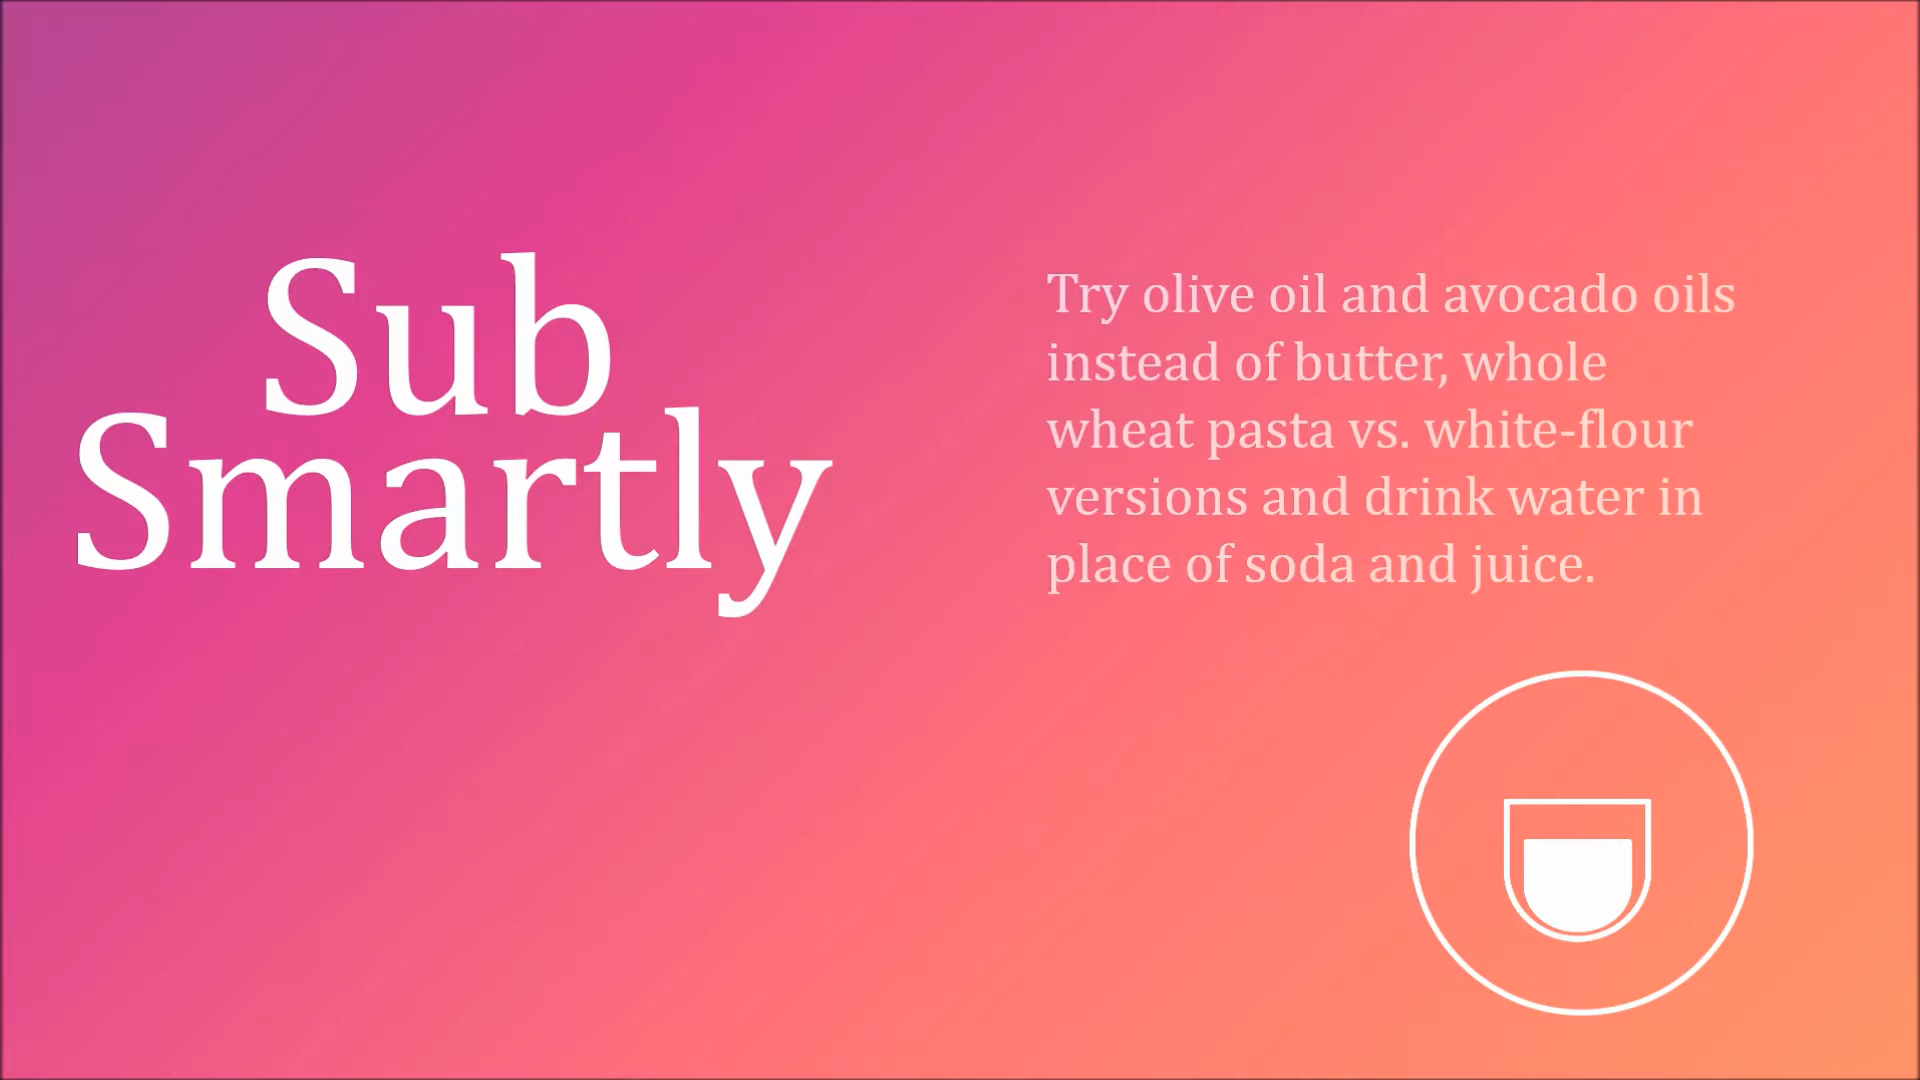 Sub
Smartly
Try olive oil and avocado oils
instead of butter, whole
wheat pasta vs. white-flour
versions and drink water in
place of soda and juice.